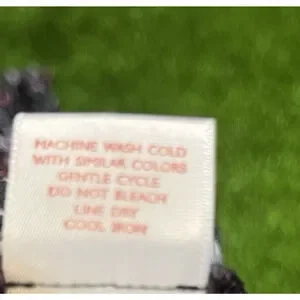 MACHINE WASH COLD
WITH SIMILAR COLORS
GENTLE CYCLE
DO NOT BLEACH
LINE DRY
COOL IRON